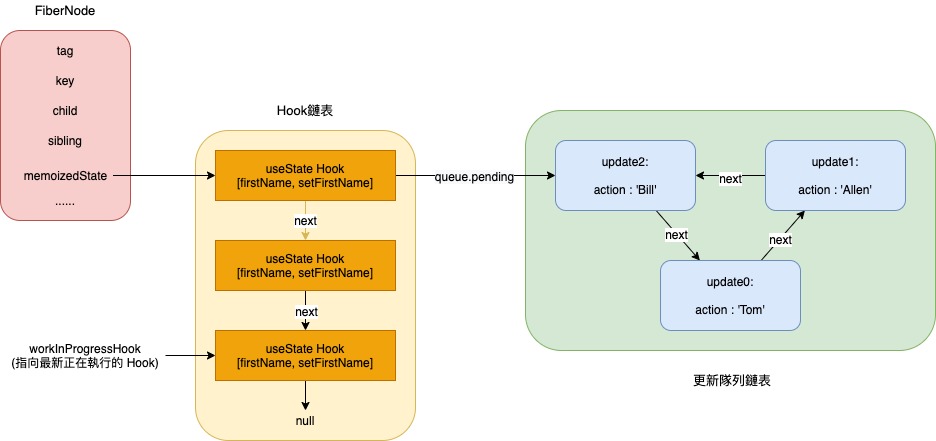 FiberNode
tag
key
child
sibling
memoizedState
......
Hook鏈表
useState Hook
[firstName, setFirstName]
next
useState Hook
[firstName, setFirstName]
next
useState Hook
[firstName, setFirstName]
null
workInProgressHook
(指向最新正在執行的 Hook)
queue.pending
update2:
action : 'Bill'
next
update1:
action : 'Allen'
next
next
update0:
action : 'Tom'
更新隊列鏈表